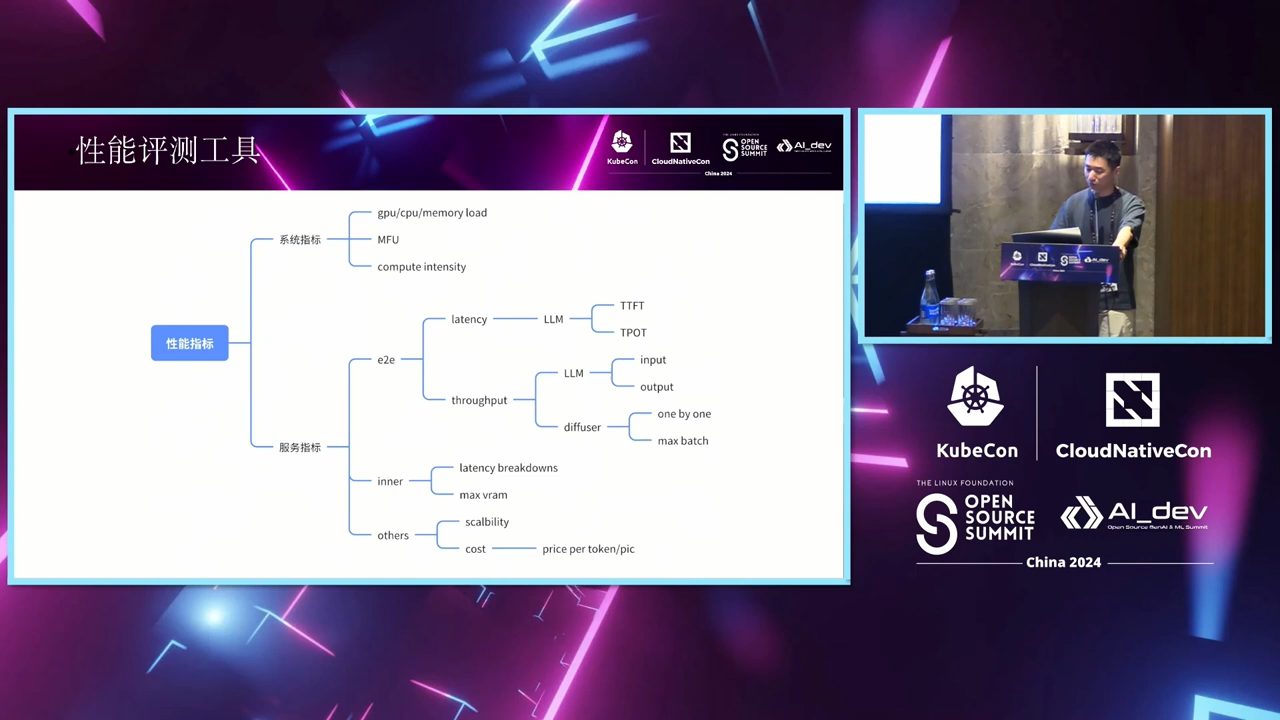 性能评测工具
KubeCon
CloudNativeCon
THE LINUX FOUNDATION
OPEN SOURCE SUMMIT
AI_dev
China 2024
性能指标
系统指标
gpu/cpu/memory load
MFU
compute intensity
服务指标
e2e
latency
LLM
TTFT
TPOT
throughput
LLM
input
output
diffuser
one by one
max batch
inner
latency breakdowns
max vram
others
scalbility
cost
price per token/pic
KubeCon
CloudNativeCon
THE LINUX FOUNDATION
OPEN
SOURCE
SUMMIT
AI_dev
Open Source GenAI & ML Summit
China 2024